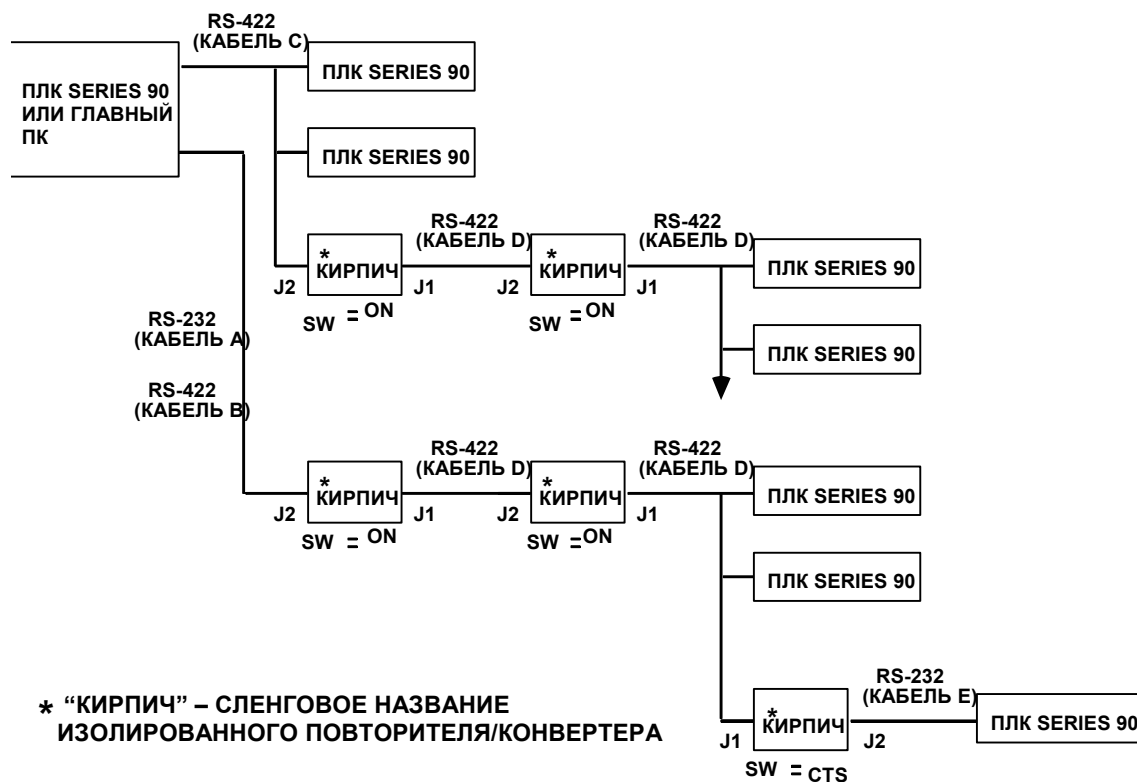 RS-422
(КАБЕЛЬ C)
ПЛК SERIES 90
ИЛИ ГЛАВНЫЙ
ПК
ПЛК SERIES 90
ПЛК SERIES 90
RS-422
(КАБЕЛЬ D)
RS-422
(КАБЕЛЬ D)
J2
*
КИРПИЧ
J1
SW = ON
J2
*
КИРПИЧ
J1
SW = ON
ПЛК SERIES 90
ПЛК SERIES 90
RS-232
(КАБЕЛЬ A)
RS-422
(КАБЕЛЬ B)
RS-422
(КАБЕЛЬ D)
RS-422
(КАБЕЛЬ D)
J2
*
КИРПИЧ
J1
SW = ON
J2
*
КИРПИЧ
J1
SW = ON
ПЛК SERIES 90
ПЛК SERIES 90
RS-232
(КАБЕЛЬ E)
J1
*
КИРПИЧ
J2
SW = CTS
ПЛК SERIES 90
* “КИРПИЧ” – СЛЕНГОВОЕ НАЗВАНИЕ
ИЗОЛИРОВАННОГО ПОВТОРИТЕЛЯ/КОНВЕРТЕРА